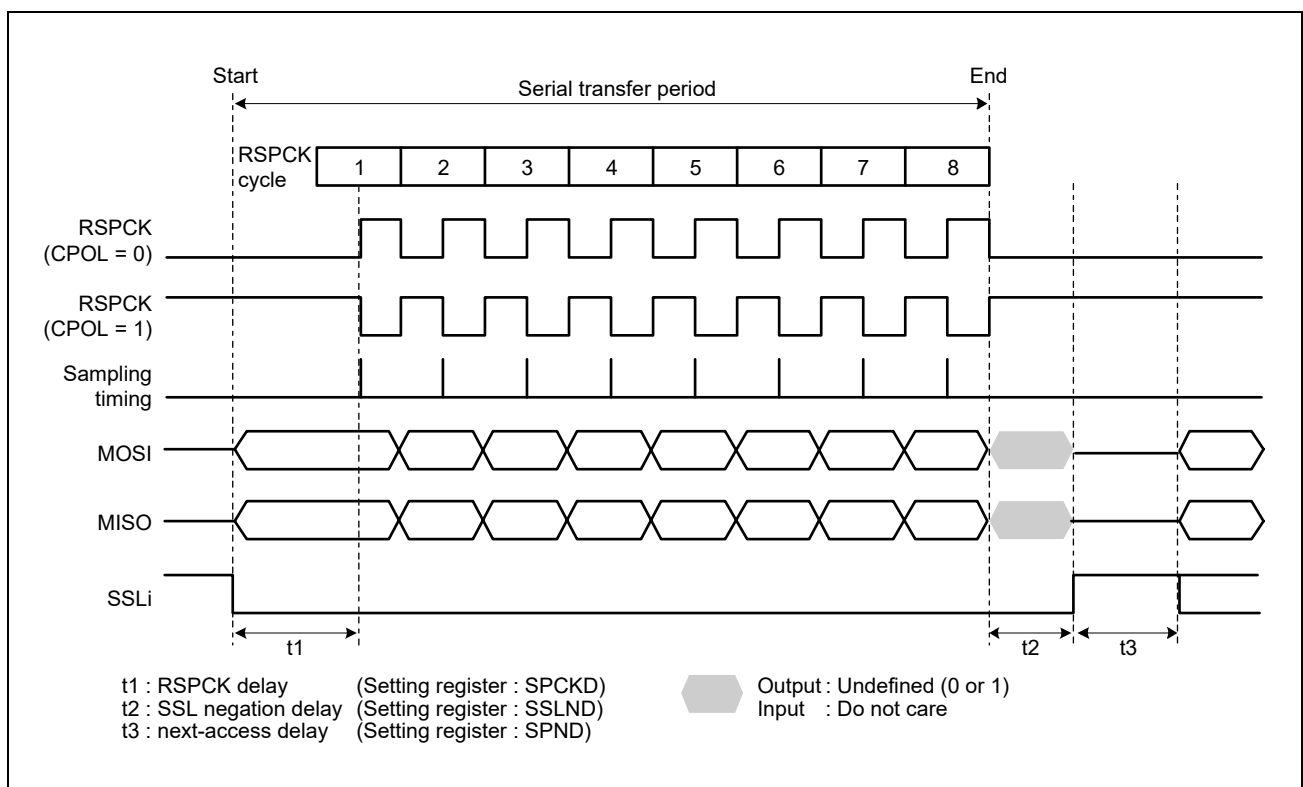 Start
End
Serial transfer period
RSPCK cycle
1 2 3 4 5 6 7 8
RSPCK
(CPOL = 0)
RSPCK
(CPOL = 1)
Sampling
timing
MOSI
MISO
SSLi
t1
t2
t3
t1 : RSPCK delay (Setting register : SPCKD)
t2 : SSL negation delay (Setting register : SSLND)
t3 : next-access delay (Setting register : SPND)
Output : Undefined (0 or 1)
Input : Do not care